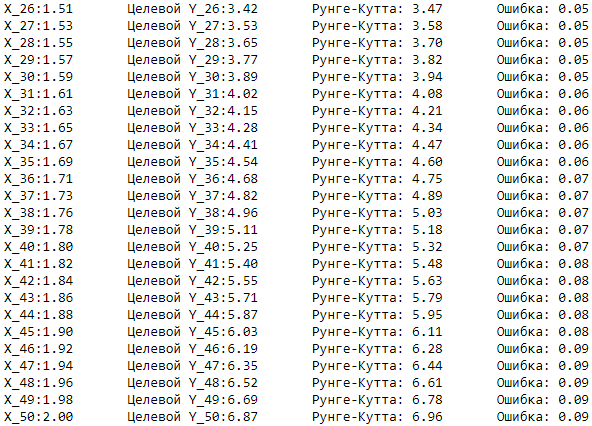 X_26:1.51 Целевой Y_26:3.42 Рунге-Кутта: 3.47 Ошибка: 0.05
X_27:1.53 Целевой Y_27:3.53 Рунге-Кутта: 3.58 Ошибка: 0.05
X_28:1.55 Целевой Y_28:3.65 Рунге-Кутта: 3.70 Ошибка: 0.05
X_29:1.57 Целевой Y_29:3.77 Рунге-Кутта: 3.82 Ошибка: 0.05
X_30:1.59 Целевой Y_30:3.89 Рунге-Кутта: 3.94 Ошибка: 0.05
X_31:1.61 Целевой Y_31:4.02 Рунге-Кутта: 4.08 Ошибка: 0.06
X_32:1.63 Целевой Y_32:4.15 Рунге-Кутта: 4.21 Ошибка: 0.06
X_33:1.65 Целевой Y_33:4.28 Рунге-Кутта: 4.34 Ошибка: 0.06
X_34:1.67 Целевой Y_34:4.41 Рунге-Кутта: 4.47 Ошибка: 0.06
X_35:1.69 Целевой Y_35:4.54 Рунге-Кутта: 4.60 Ошибка: 0.06
X_36:1.71 Целевой Y_36:4.68 Рунге-Кутта: 4.75 Ошибка: 0.07
X_37:1.73 Целевой Y_37:4.82 Рунге-Кутта: 4.89 Ошибка: 0.07
X_38:1.76 Целевой Y_38:4.96 Рунге-Кутта: 5.03 Ошибка: 0.07
X_39:1.78 Целевой Y_39:5.11 Рунге-Кутта: 5.18 Ошибка: 0.07
X_40:1.80 Целевой Y_40:5.25 Рунге-Кутта: 5.32 Ошибка: 0.07
X_41:1.82 Целевой Y_41:5.40 Рунге-Кутта: 5.48 Ошибка: 0.08
X_42:1.84 Целевой Y_42:5.55 Рунге-Кутта: 5.63 Ошибка: 0.08
X_43:1.86 Целевой Y_43:5.71 Рунге-Кутта: 5.79 Ошибка: 0.08
X_44:1.88 Целевой Y_44:5.87 Рунге-Кутта: 5.95 Ошибка: 0.08
X_45:1.90 Целевой Y_45:6.03 Рунге-Кутта: 6.11 Ошибка: 0.08
X_46:1.92 Целевой Y_46:6.19 Рунге-Кутта: 6.28 Ошибка: 0.09
X_47:1.94 Целевой Y_47:6.35 Рунге-Кутта: 6.44 Ошибка: 0.09
X_48:1.96 Целевой Y_48:6.52 Рунге-Кутта: 6.61 Ошибка: 0.09
X_49:1.98 Целевой Y_49:6.69 Рунге-Кутта: 6.78 Ошибка: 0.09
X_50:2.00 Целевой Y_50:6.87 Рунге-Кутта: 6.96 Ошибка: 0.09